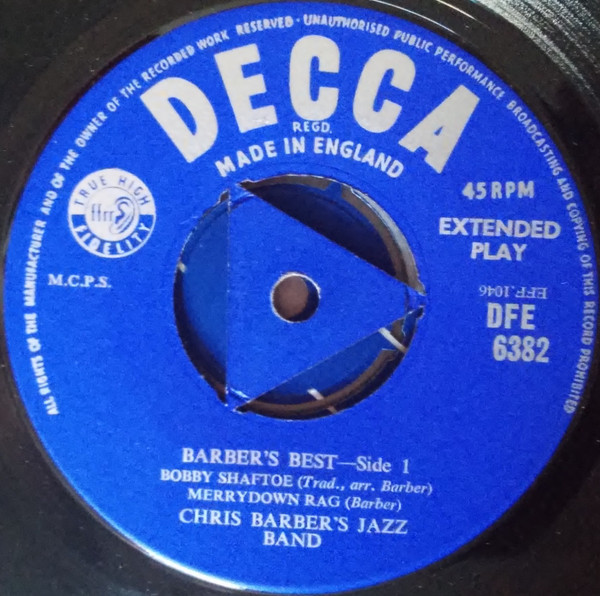 ALL RIGHTS OF THE MANUFACTURER AND OF THE OWNER OF THE RECORDED WORK RESERVED · UNAUTHORISED PUBLIC PERFORMANCE BROADCASTING AND COPYING OF THIS RECORD PROHIBITED
DECCA
REGD.
MADE IN ENGLAND
TRUE HIGH
ffrr
FIDELITY
45 RPM
EXTENDED
PLAY
M.C.P.S.
EFF.1046
DFE
6382
BARBER'S BEST—Side 1
BOBBY SHAFTOE (Trad., arr. Barber)
MERRYDOWN RAG (Barber)
CHRIS BARBER'S JAZZ
BAND